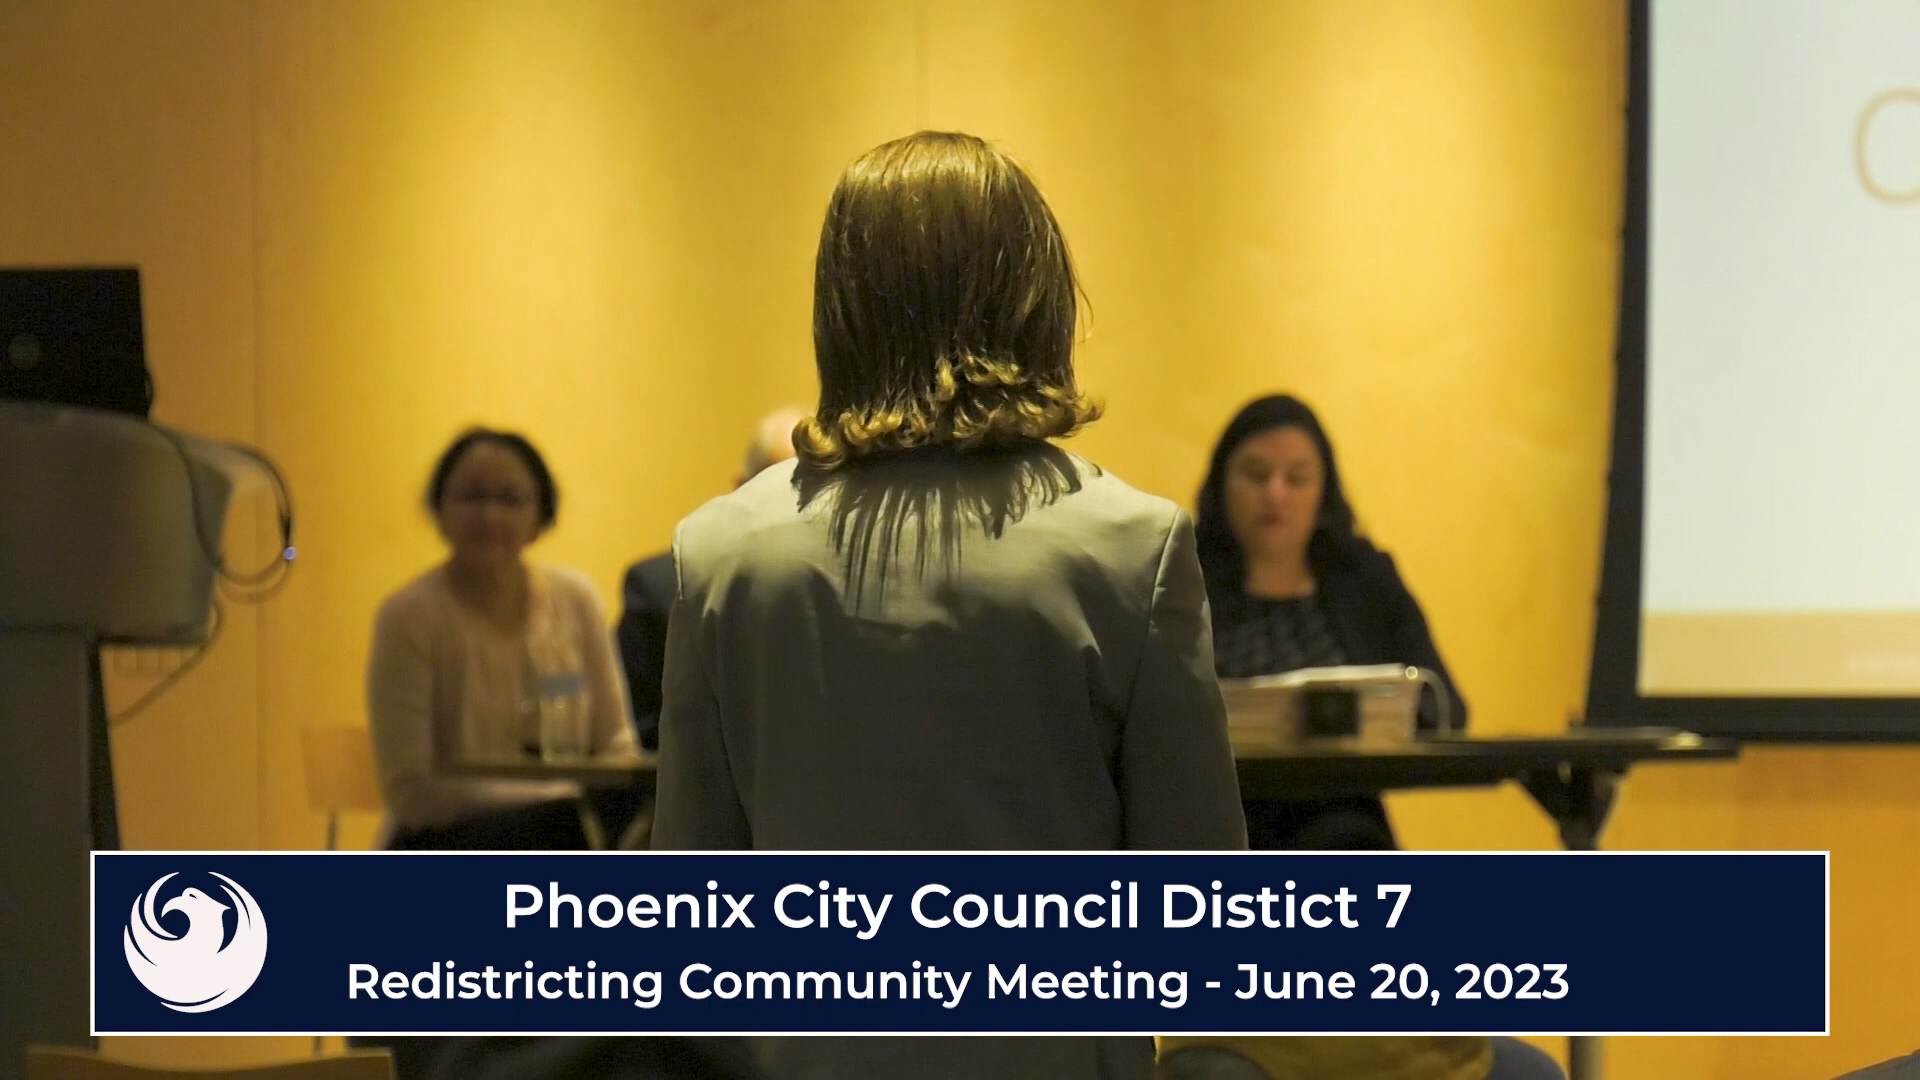 Phoenix City Council Distict 7
Redistricting Community Meeting - June 20, 2023